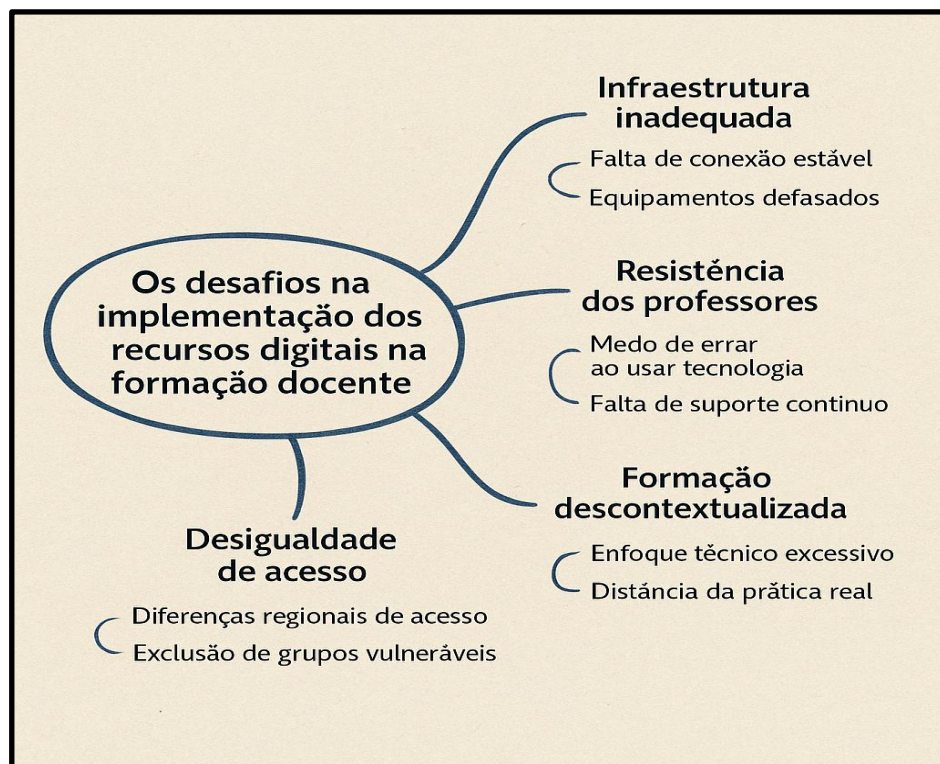 Os desafios na
implementação dos
recursos digitais na
formação docente
Infraestrutura
inadequada
Falta de conexão estável
Equipamentos defasados
Resistência
dos professores
Medo de errar
ao usar tecnologia
Falta de suporte continuo
Formação
descontextualizada
Enfoque técnico excessivo
Distáncia da prătica real
Desigualdade
de acesso
Diferenças regionais de acesso
Exclusão de grupos vulneráveis